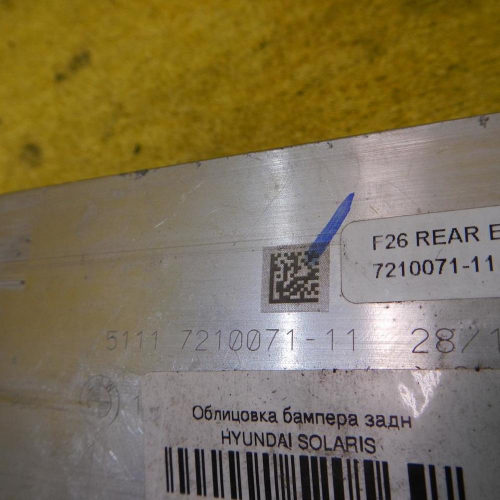 F26 REAR
7210071-11
5111 7210071-11 28/1
Облицовка бампера задн
HYUNDAI SOLARIS